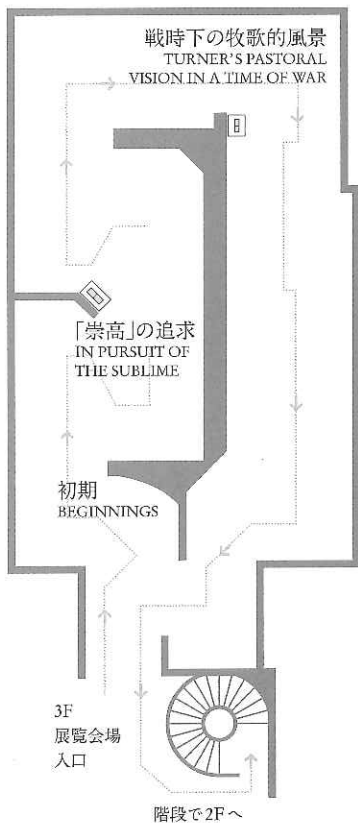 戦時下の牧歌的風景
TURNER'S PASTORAL
VISION IN A TIME OF WAR
「崇高」の追求
IN PURSUIT OF
THE SUBLIME
初期
BEGINNINGS
3F
展覧会場
入口
階段で2Fへ